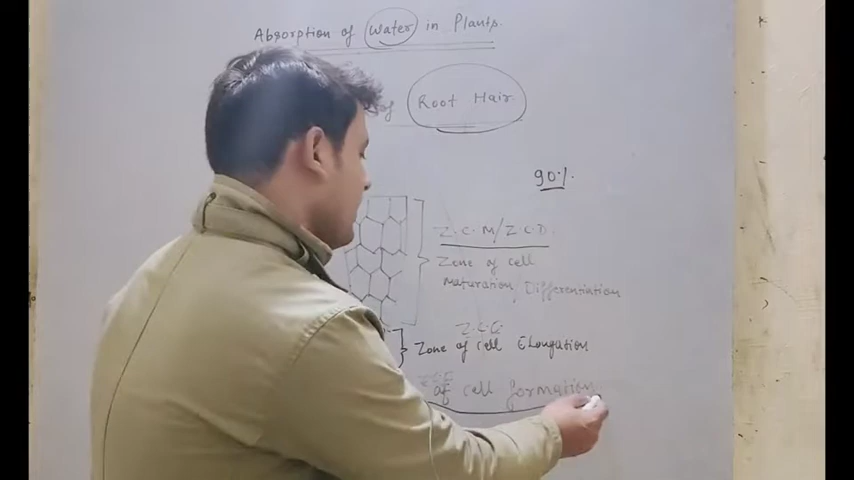 Absorption of Water in Plants.
of Root Hair
90%.
Z.C.M/Z.C.D.
Zone of cell
Maturation, Differentiation
Z.C.E
Zone of cell Elongation
of cell formation